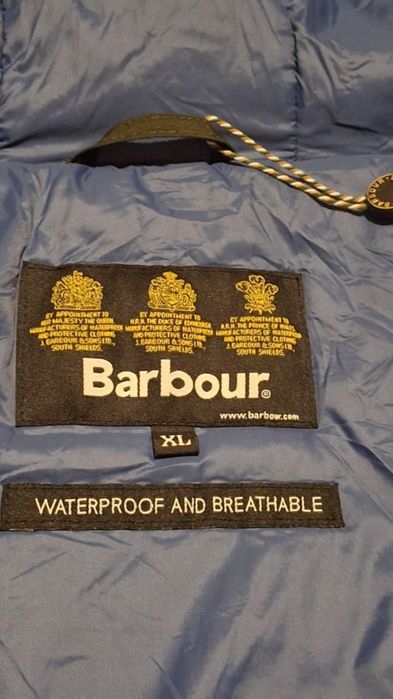 BARBOUR
BY APPOINTMENT TO
HER MAJESTY THE QUEEN
MANUFACTURERS OF WATERPROOF
AND PROTECTIVE CLOTHING
J. BARBOUR & SONS LTD.
SOUTH SHIELDS.
BY APPOINTMENT TO
H.R.H. THE DUKE OF EDINBURGH
MANUFACTURERS OF WATERPROOF
AND PROTECTIVE CLOTHING
J. BARBOUR & SONS LTD.
SOUTH SHIELDS.
BY APPOINTMENT TO
H.R.H. THE PRINCE OF WALES
MANUFACTURERS OF WATERPROOF
AND PROTECTIVE CLOTHING
J. BARBOUR & SONS LTD.
SOUTH SHIELDS.
Barbour®
www.barbour.com
XL
WATERPROOF AND BREATHABLE